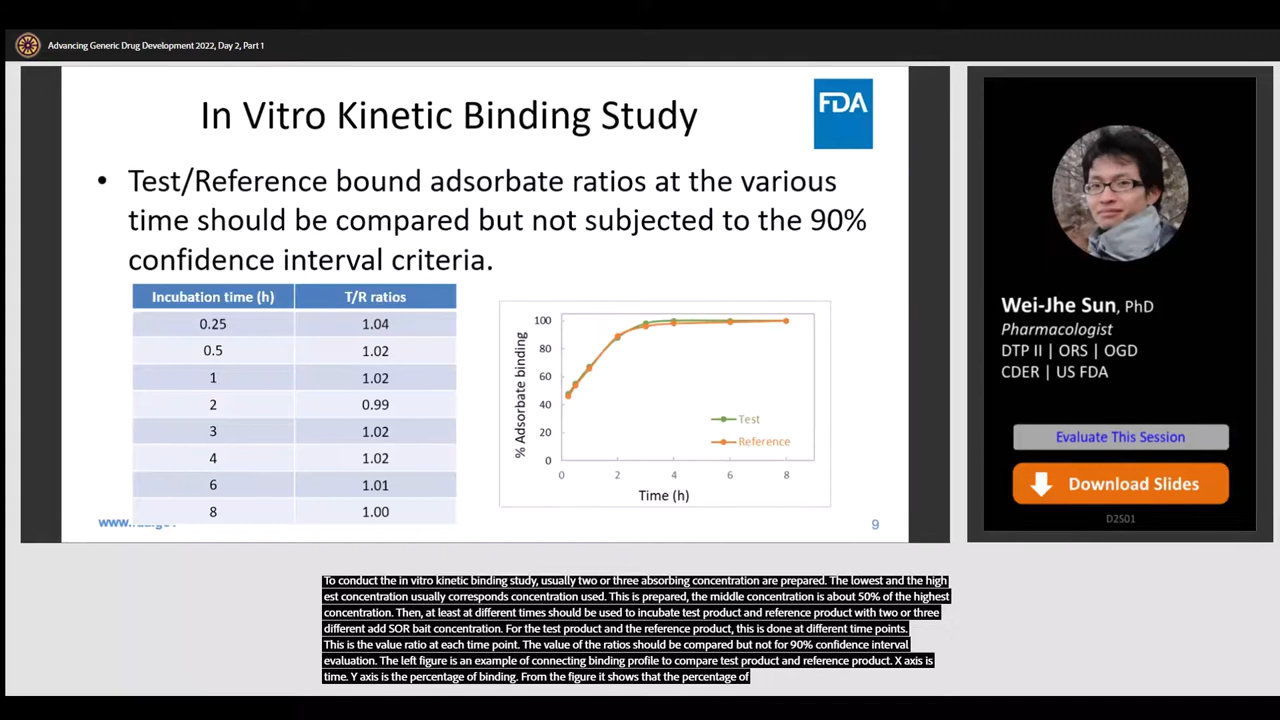 Advancing Generic Drug Development 2022, Day 2, Part 1
In Vitro Kinetic Binding Study
FDA
• Test/Reference bound adsorbate ratios at the various
time should be compared but not subjected to the 90%
confidence interval criteria.
Incubation time (h) T/R ratios
0.25 1.04
0.5 1.02
1 1.02
2 0.99
3 1.02
4 1.02
6 1.01
8 1.00
% Adsorbate binding
100
80
60
40
20
0
Test
Reference
0 2 4 6 8
Time (h)
9
Wei-Jhe Sun, PhD
Pharmacologist
DTP II | ORS | OGD
CDER | US FDA
Evaluate This Session
Download Slides
D2S01
To conduct the in vitro kinetic binding study, usually two or three absorbing concentration are prepared. The lowest and the high
est concentration usually corresponds concentration used. This is prepared, the middle concentration is about 50% of the highest
concentration. Then, at least at different times should be used to incubate test product and reference product with two or three
different add SOR bait concentration. For the test product and the reference product, this is done at different time points.
This is the value ratio at each time point. The value of the ratios should be compared but not for 90% confidence interval
evaluation. The left figure is an example of connecting binding profile to compare test product and reference product. X axis is
time. Y axis is the percentage of binding. From the figure it shows that the percentage of